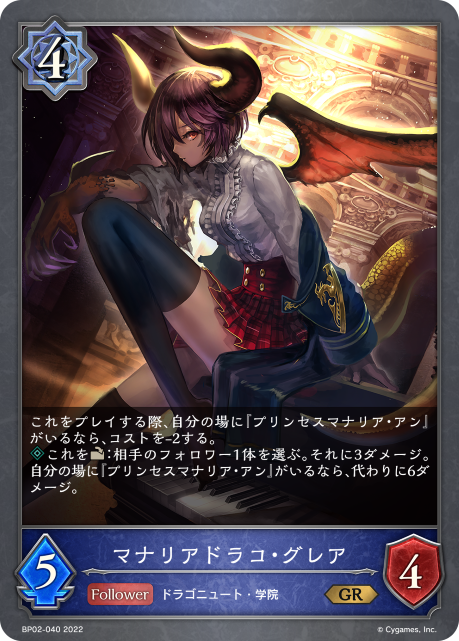 4
これをプレイする際、自分の場に『プリンセスマナリア・アン』
がいるなら、コストを-2する。
これを:相手のフォロワー1体を選ぶ。それに3ダメージ。
自分の場に『プリンセスマナリア・アン』がいるなら、代わりに6ダ
メージ。
マナリアドラコ・グレア
5
Follower
ドラゴニュート・学院
GR
4
BP02-040 2022
© Cygames, Inc.